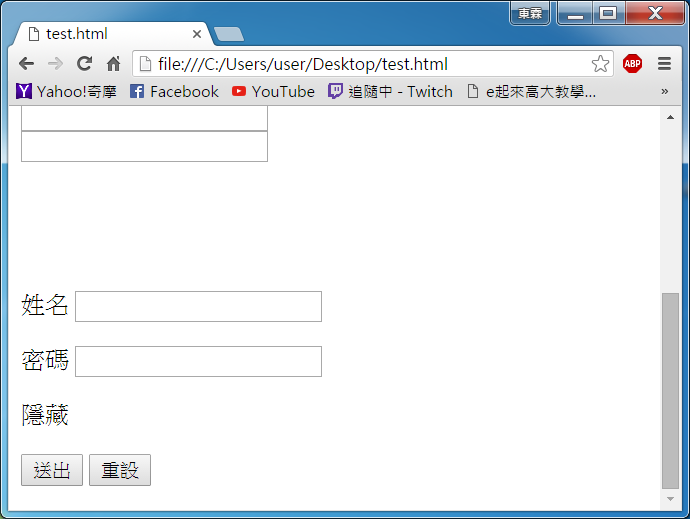 東霖
test.html
file:///C:/Users/user/Desktop/test.html
ABP
Yahoo!奇摩 Facebook YouTube 追隨中 - Twitch e起來高大教學... »
姓名
密碼
隱藏
送出 重設